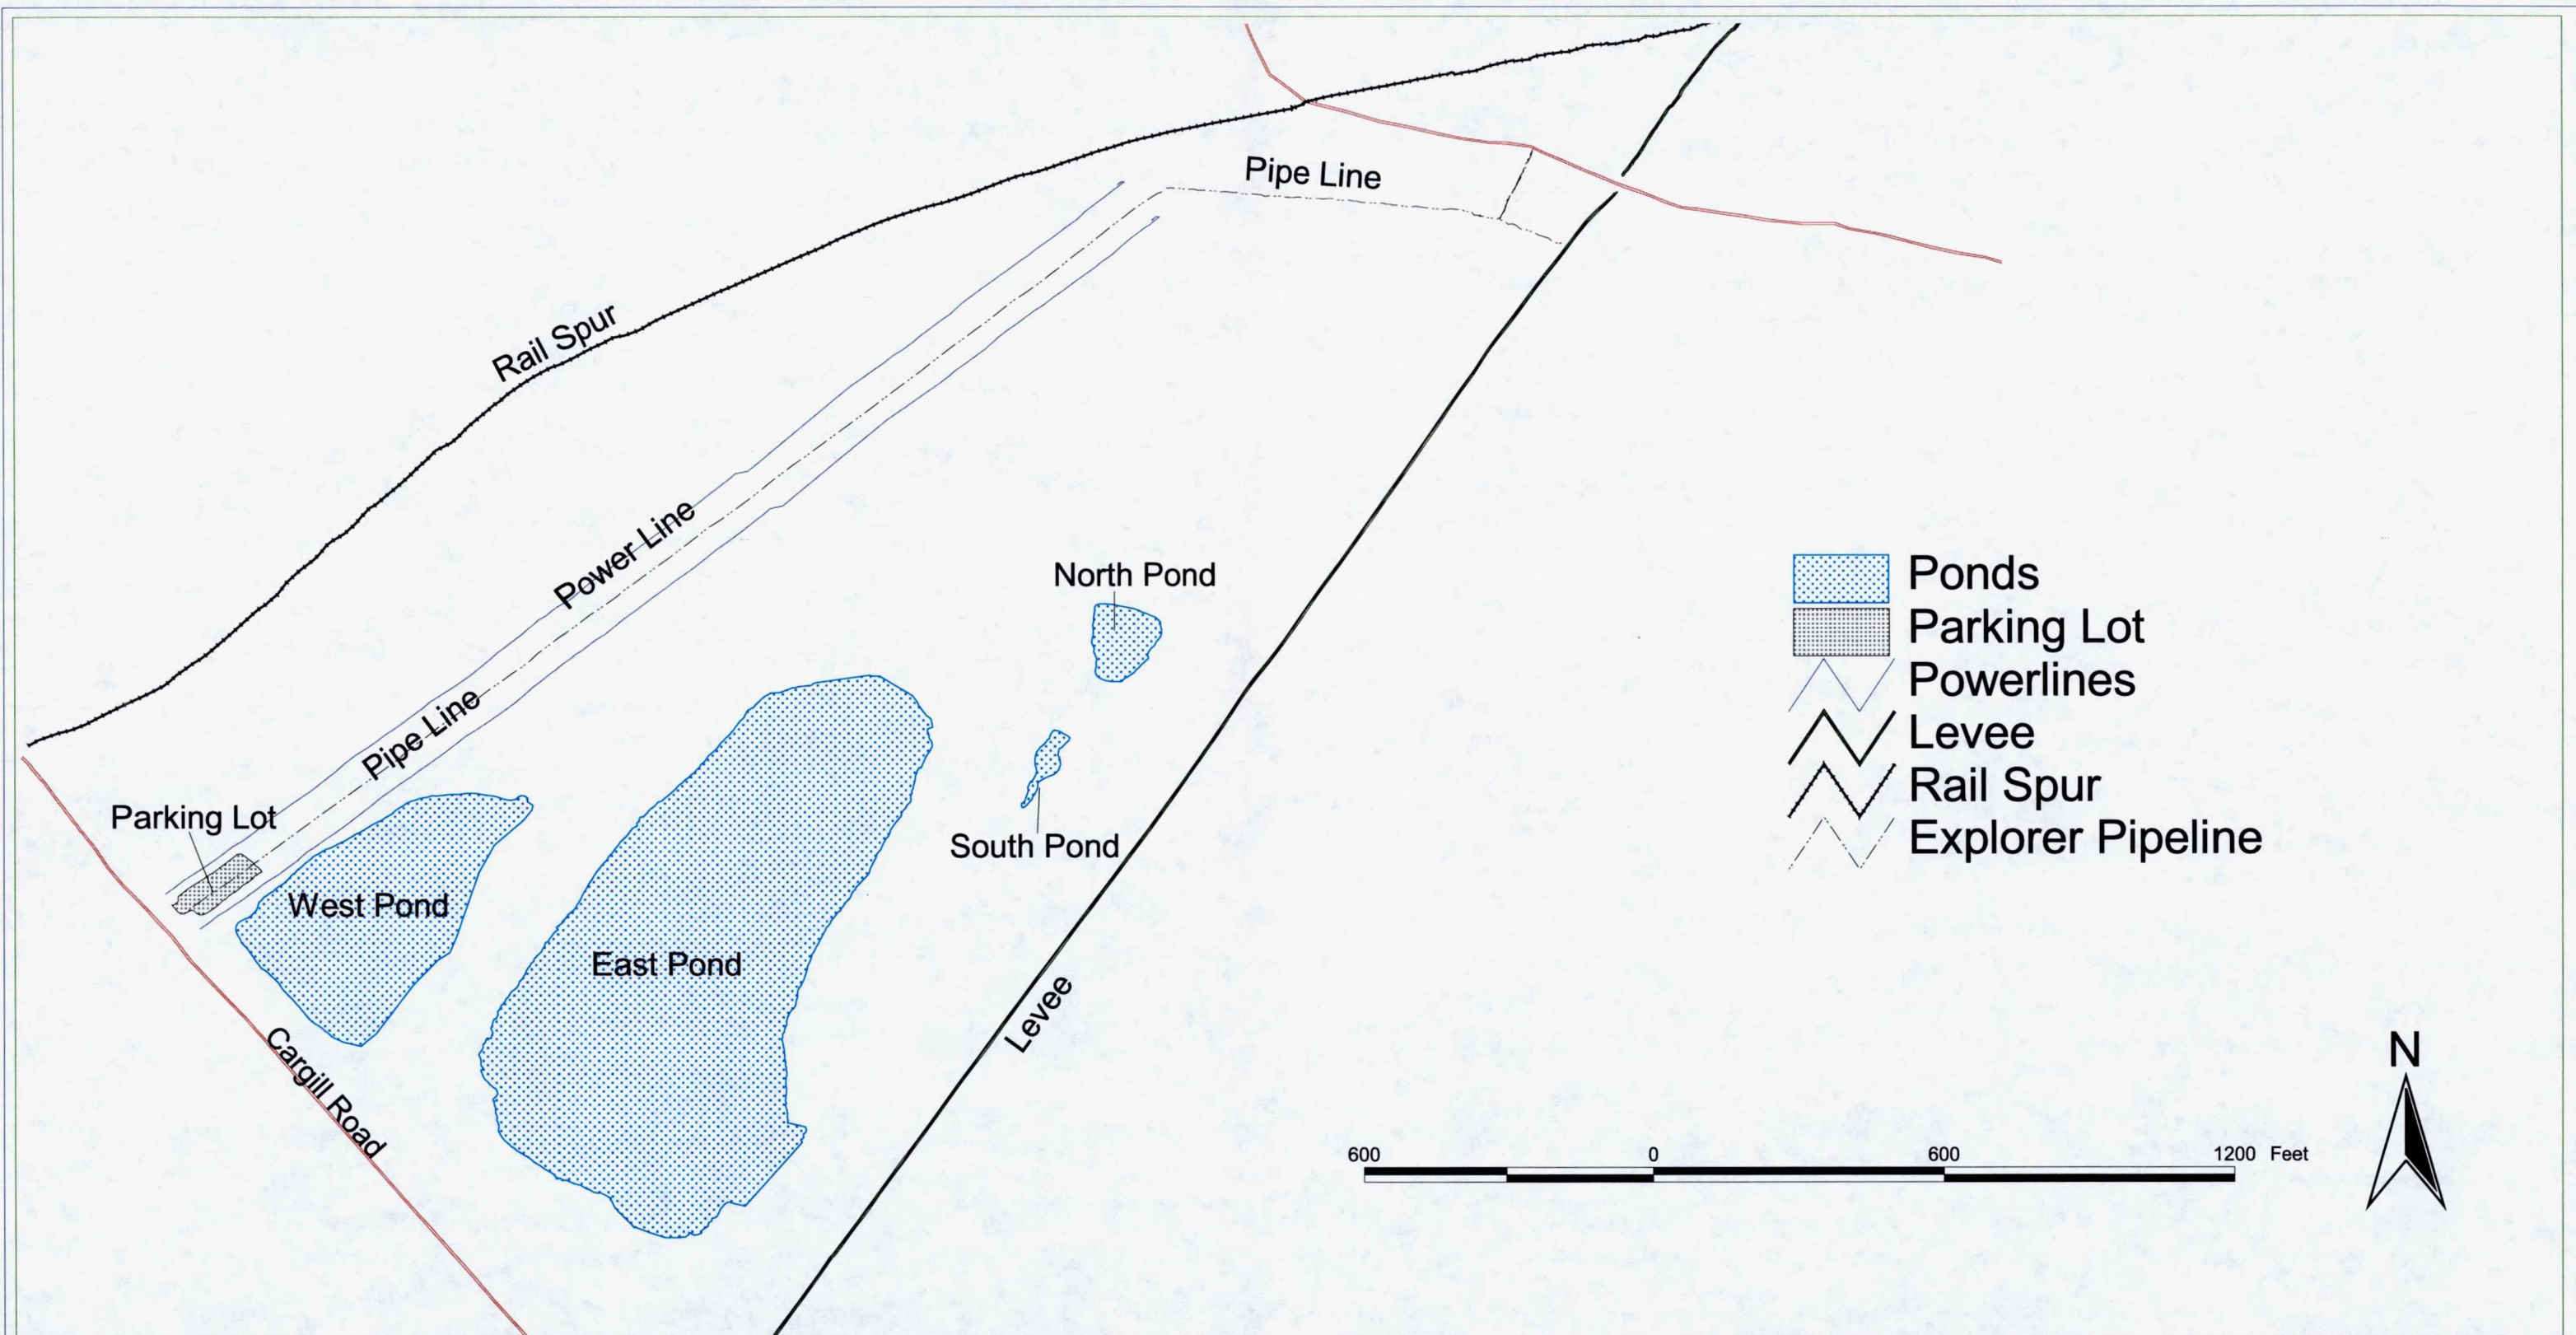 Pipe Line
Rail Spur
Power Line
North Pond
Pipe Line
Parking Lot
South Pond
West Pond
East Pond
Levee
Cargill Road
Ponds
Parking Lot
Powerlines
Levee
Rail Spur
Explorer Pipeline
N
600 0 600 1200 Feet